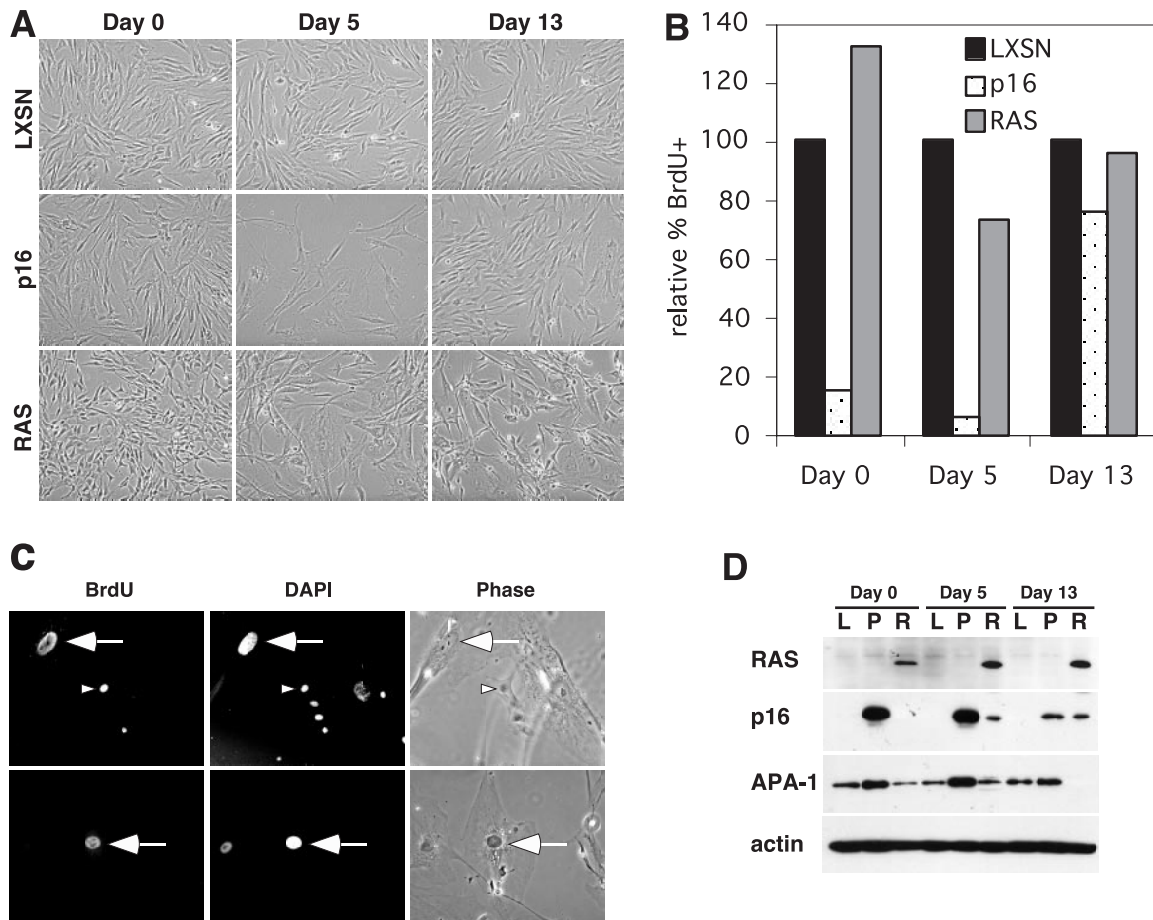 A
Day 0 Day 5 Day 13
LXSN
p16
RAS
B
relative % BrdU+
140
120
100
80
60
40
20
0
LXSN
p16
RAS
Day 0 Day 5 Day 13
C
BrdU DAPI Phase
D
Day 0 Day 5 Day 13
L P R L P R L P R
RAS
p16
APA-1
actin